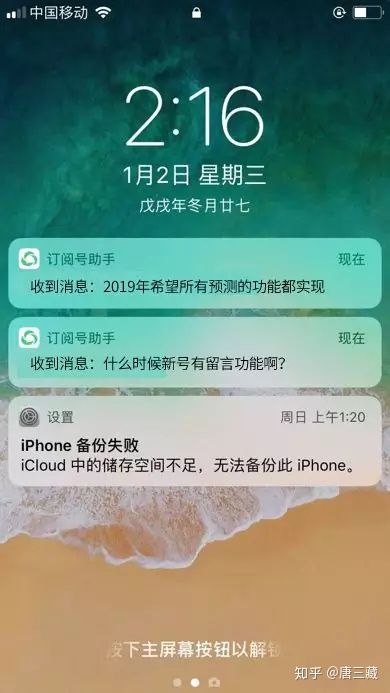 中国移动
2:16
1月2日 星期三
戊戌年冬月廿七
订阅号助手 现在
收到消息：2019年希望所有预测的功能都实现
订阅号助手 现在
收到消息：什么时候新号有留言功能啊？
设置 周日 上午1:20
iPhone 备份失败
iCloud 中的储存空间不足，无法备份此 iPhone。
按下主屏幕按钮以解锁
知乎 @唐三藏